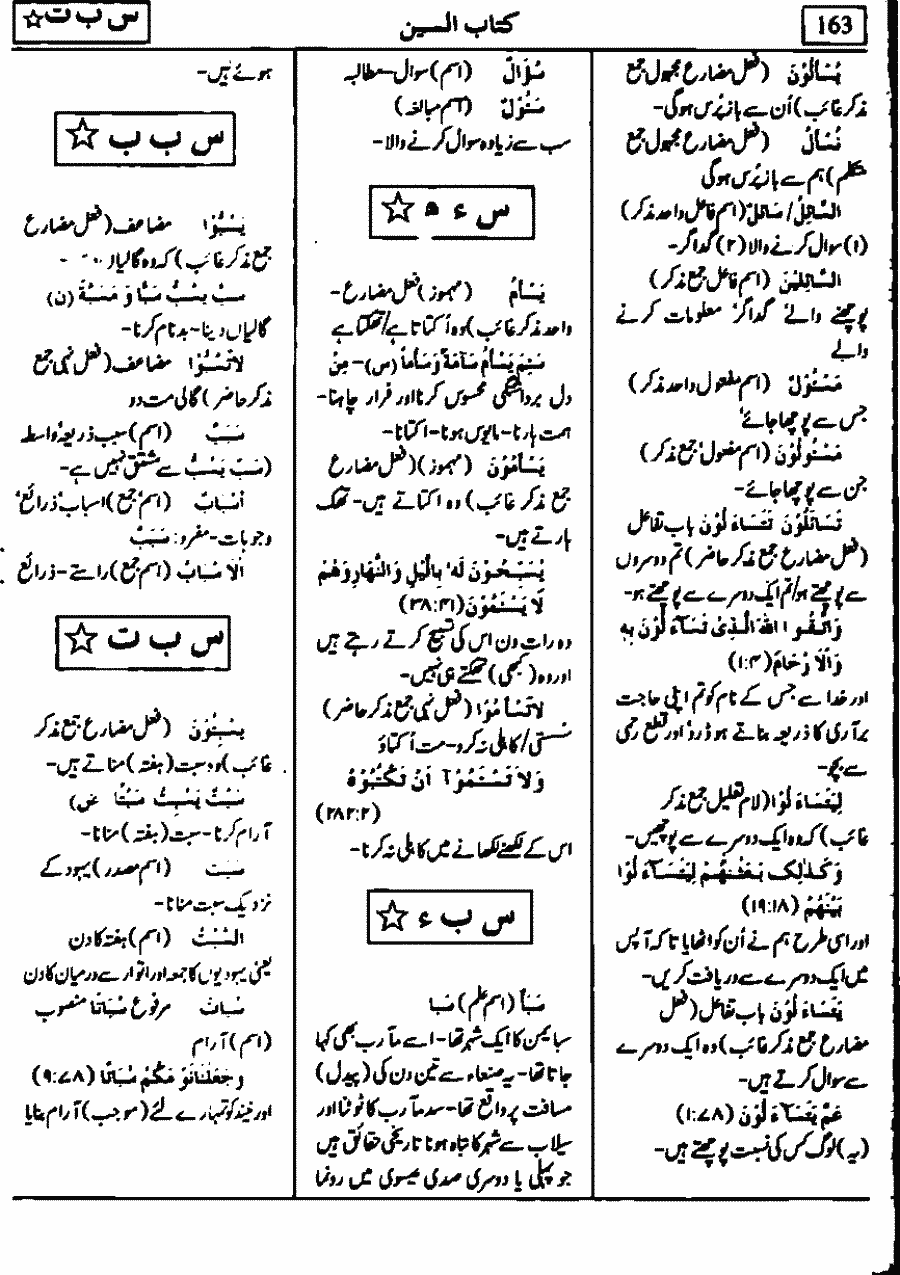 163
کتاب السین
س ب ت ☆
یُسْأَلُوْنَ (فعل مضارع مجہول جمع
مذکر غائب) اُن سے بازپُرس ہوگی۔
نُسْأَلُ (فعل مضارع مجہول جمع
متکلم) ہم سے بازپُرس ہوگی
السَّائِلُ/ سَائِلٌ (اسم فاعل واحد مذکر)
(۱) سوال کرنے والا (۲) گداگر۔
السَّائِلِیْنَ (اسم فاعل جمع مذکر)
پوچھنے والے' گداگر' معلومات کرنے
والے
مَسْئُوْلٌ (اسم مفعول واحد مذکر)
جس سے پوچھا جائے'
مَسْئُوْلُوْنَ (اسم مفعول' جمع مذکر)
جن سے پوچھا جائے۔
تَسَائَلُوْنَ تَتَسَاءَ لُوْنَ باب تفاعل
(فعل مضارع جمع مذکر حاضر) تم دوسروں
سے پوچھتے ہو/تم ایک دوسرے سے پوچھتے ہو۔
وَاتَّقُوا اللّٰہَ الَّذِیْ تَسَآءَ لُوْنَ بِہٖ
وَالْاَرْحَامَ (۱:۴)
اور خدا سے جس کے نام کو تم اپنی حاجت
برآری کا ذریعہ بناتے ہو ڈرو' اور قطع رحمی
سے بچو۔
لِیَتَسَاءَ لُوْا (لام تعلیل جمع مذکر
غائب) کہ وہ ایک دوسرے سے پوچھیں۔
وَکَذٰلِکَ بَعَثْنٰہُمْ لِیَتَسَآءَ لُوْا
بَیْنَہُمْ (۱۹:۱۸)
اور اسی طرح ہم نے اُن کو اٹھایا تا کہ آپس
میں ایک دوسرے سے دریافت کریں۔
یَتَسَاءَ لُوْنَ باب تفاعل (فعل
مضارع جمع مذکر غائب) وہ ایک دوسرے
سے سوال کرتے ہیں۔
عَمَّ یَتَسَآءَ لُوْنَ (۱:۷۸)
(یہ) لوگ کس کی نسبت پوچھتے ہیں۔
سُؤَالٌ (اسم) سوال۔ مطالبہ
سَئُوْلٌ (اسم مبالغہ)
سب سے زیادہ سوال کرنے والا۔
س ء م ☆
یَسْأَمُ (مہموز) فعل مضارع۔
واحد مذکر غائب) وہ اُکتاتا ہے/تھکتا ہے
سَئِمَ یَسْأَمُ سَآمَةً وَسَأَماً (س)۔ مِنْ
دل برداشتگی محسوس کرنا اور فرار چاہنا۔
ہمت ہارنا۔ مایوس ہونا۔ اکتانا۔
یَسْأَمُوْنَ (مہموز) (فعل مضارع
جمع مذکر غائب) وہ اکتاتے ہیں۔ تھک
ہارتے ہیں۔
یُسَبِّحُوْنَ لَہٗ بِالَّیْلِ وَالنَّہَارِ وَھُمْ
لَا یَسْئَمُوْنَ (۳۸:۴۱)
وہ رات دن اس کی تسبیح کرتے رہتے ہیں
اور وہ (کبھی) تھکتے ہی نہیں۔
لَاتَسْأَمُوْا (فعل نہی جمع مذکر حاضر)
سُستی/ کاہلی نہ کرو۔ مت اُکتاؤ
وَلَا تَسْئَمُوْآ اَنْ تَکْتُبُوْہُ
(۲۸۲:۲)
اس کے لکھنے لکھانے میں کاہلی نہ کرنا۔
س ب ء ☆
سَبَأَ (اسم علم) سَبا
سبا یمن کا ایک شہر تھا۔ اسے مآرب بھی کہا
جاتا تھا۔ یہ صنعاء سے تین دن کی (پیدل)
مسافت پر واقع تھا۔ سد مآرب کا ٹوٹنا اور
سیلاب سے شہر کا تباہ ہونا تاریخی حقائق ہیں
جو پہلی یا دوسری صدی عیسوی میں رونما
ہوئے ہیں۔
س ب ب ☆
یَسُبُّوْا مضاعف (فعل مضارع
جمع مذکر غائب) کہ وہ
سَبَّ یَسُبُّ سَبًّا وَ مَسَبَّةً (ن)
گالیاں دینا۔ بدنام کرنا۔
لَاتَسُبُّوْا مضاعف (فعل نہی جمع
مذکر حاضر) گالی مت دو
سَبَبٌ (اسم) سبب' ذریعہ' واسطہ
(سَبَّ یَسُبُّ سے مشتق نہیں ہے۔
أَسْبَابٌ (اسم' جمع) اسباب' ذرائع'
وجوہات۔ مفرد: سَبَبٌ
اَلْاَ سْبَابُ (اسم جمع) راستے۔ ذرائع
س ب ت ☆
یَسْبِتُوْنَ (فعل مضارع جمع مذکر
غائب) وہ سبت (ہفتہ) مناتے ہیں۔
سَبَتَ یَسْبِتُ سَبْتًا (ض)
آرام کرنا۔ سبت (ہفتہ) منانا۔
سَبْت (اسم مصدر) یہود کے
نزدیک سبت منانا۔
السَّبْتُ (اسم) ہفتہ کا دن
یعنی یہودیوں کا جمعہ اور اتوار سے درمیان کا دن
سُبَاتٌ مرفوع سُبَاتًا منصوب
(اسم) آرام
وَجَعَلْنَا نَوْ مَکُمْ سُبَاتًا (۹:۷۸)
اور نیند کو تمہارے لئے (موجب) آرام بنایا